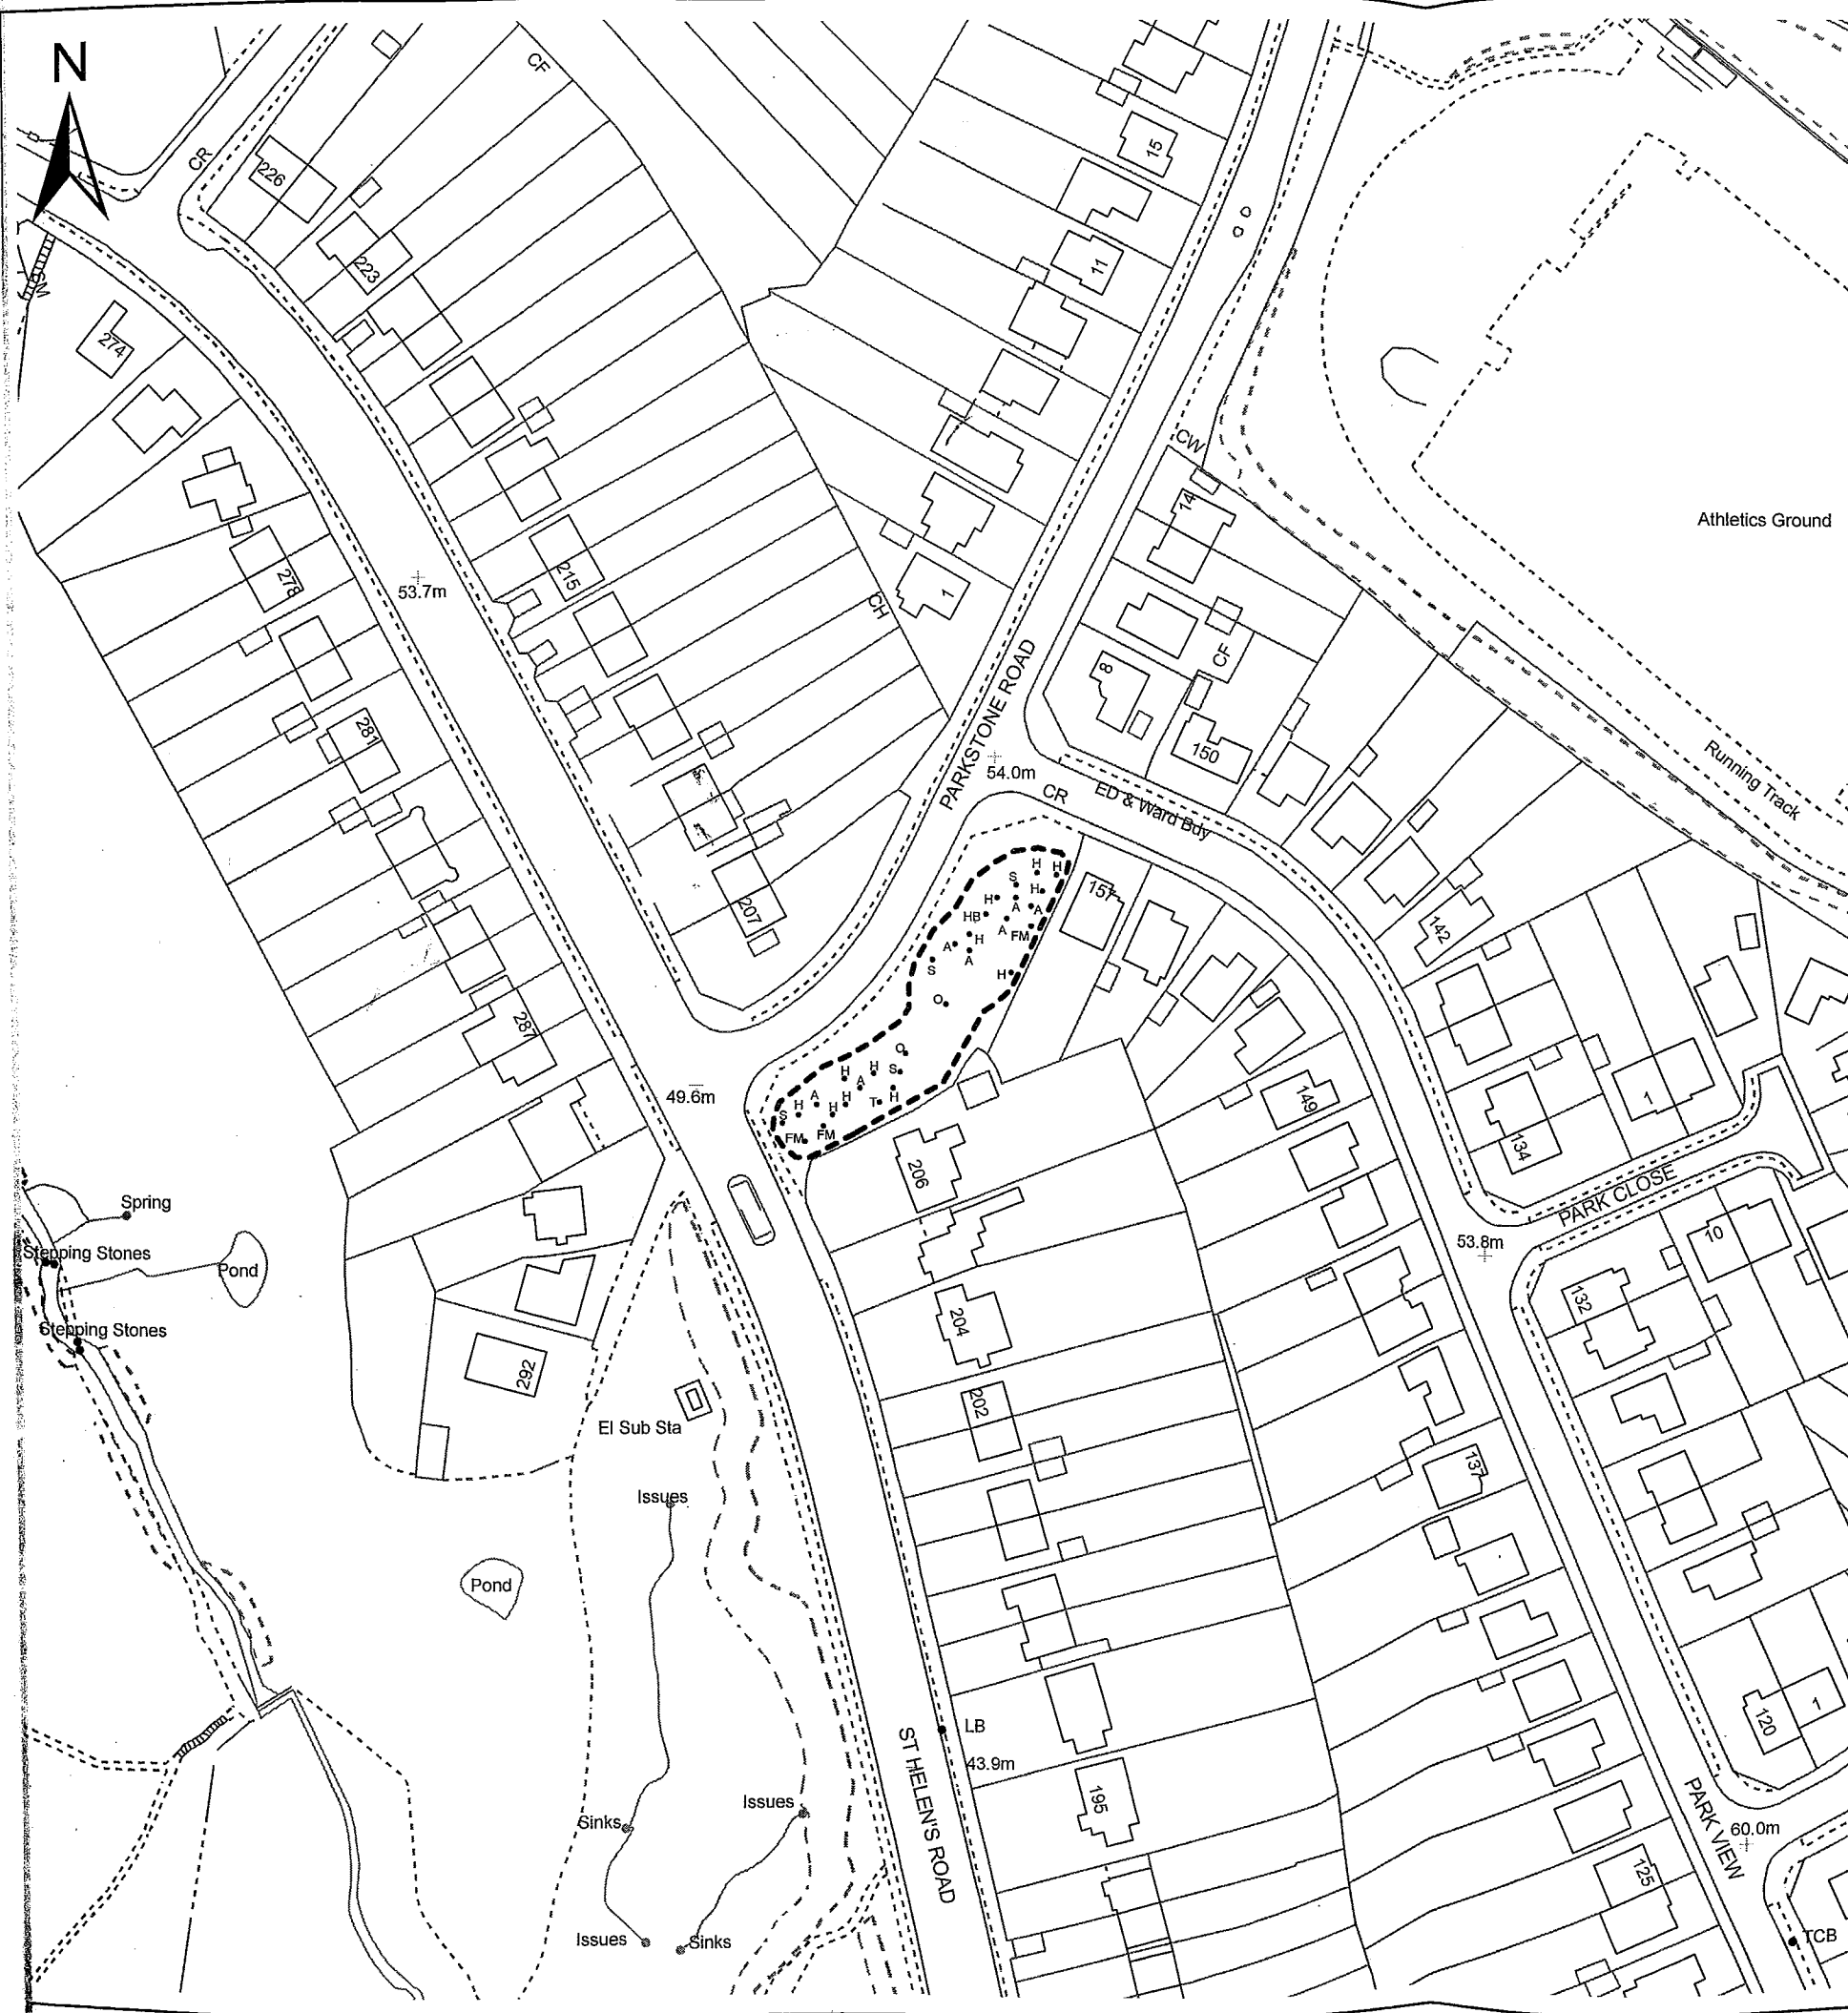 N
CF
CR
226
15
223
11
SM
274
CW
14
Athletics Ground
278
215
53.7m
CH
1
PARKSTONE ROAD
CF
8
281
150
54.0m
Running Track
CR
ED & Ward Bdy
H
H
S
H
157
H
A
A
207
HB
A
FM
142
A
H
A
S
H
O
287
O
H
H
S
49.6m
A
149
1
H
A
H
H
T
H
S
FM
FM
134
206
PARK CLOSE
Spring
10
Stepping Stones
53.8m
Pond
132
204
Stepping Stones
292
202
El Sub Sta
137
Issues
Pond
1
120
LB
ST HELEN'S ROAD
43.9m
195
Issues
PARK VIEW
Sinks
60.0m
125
Issues
Sinks
TCB